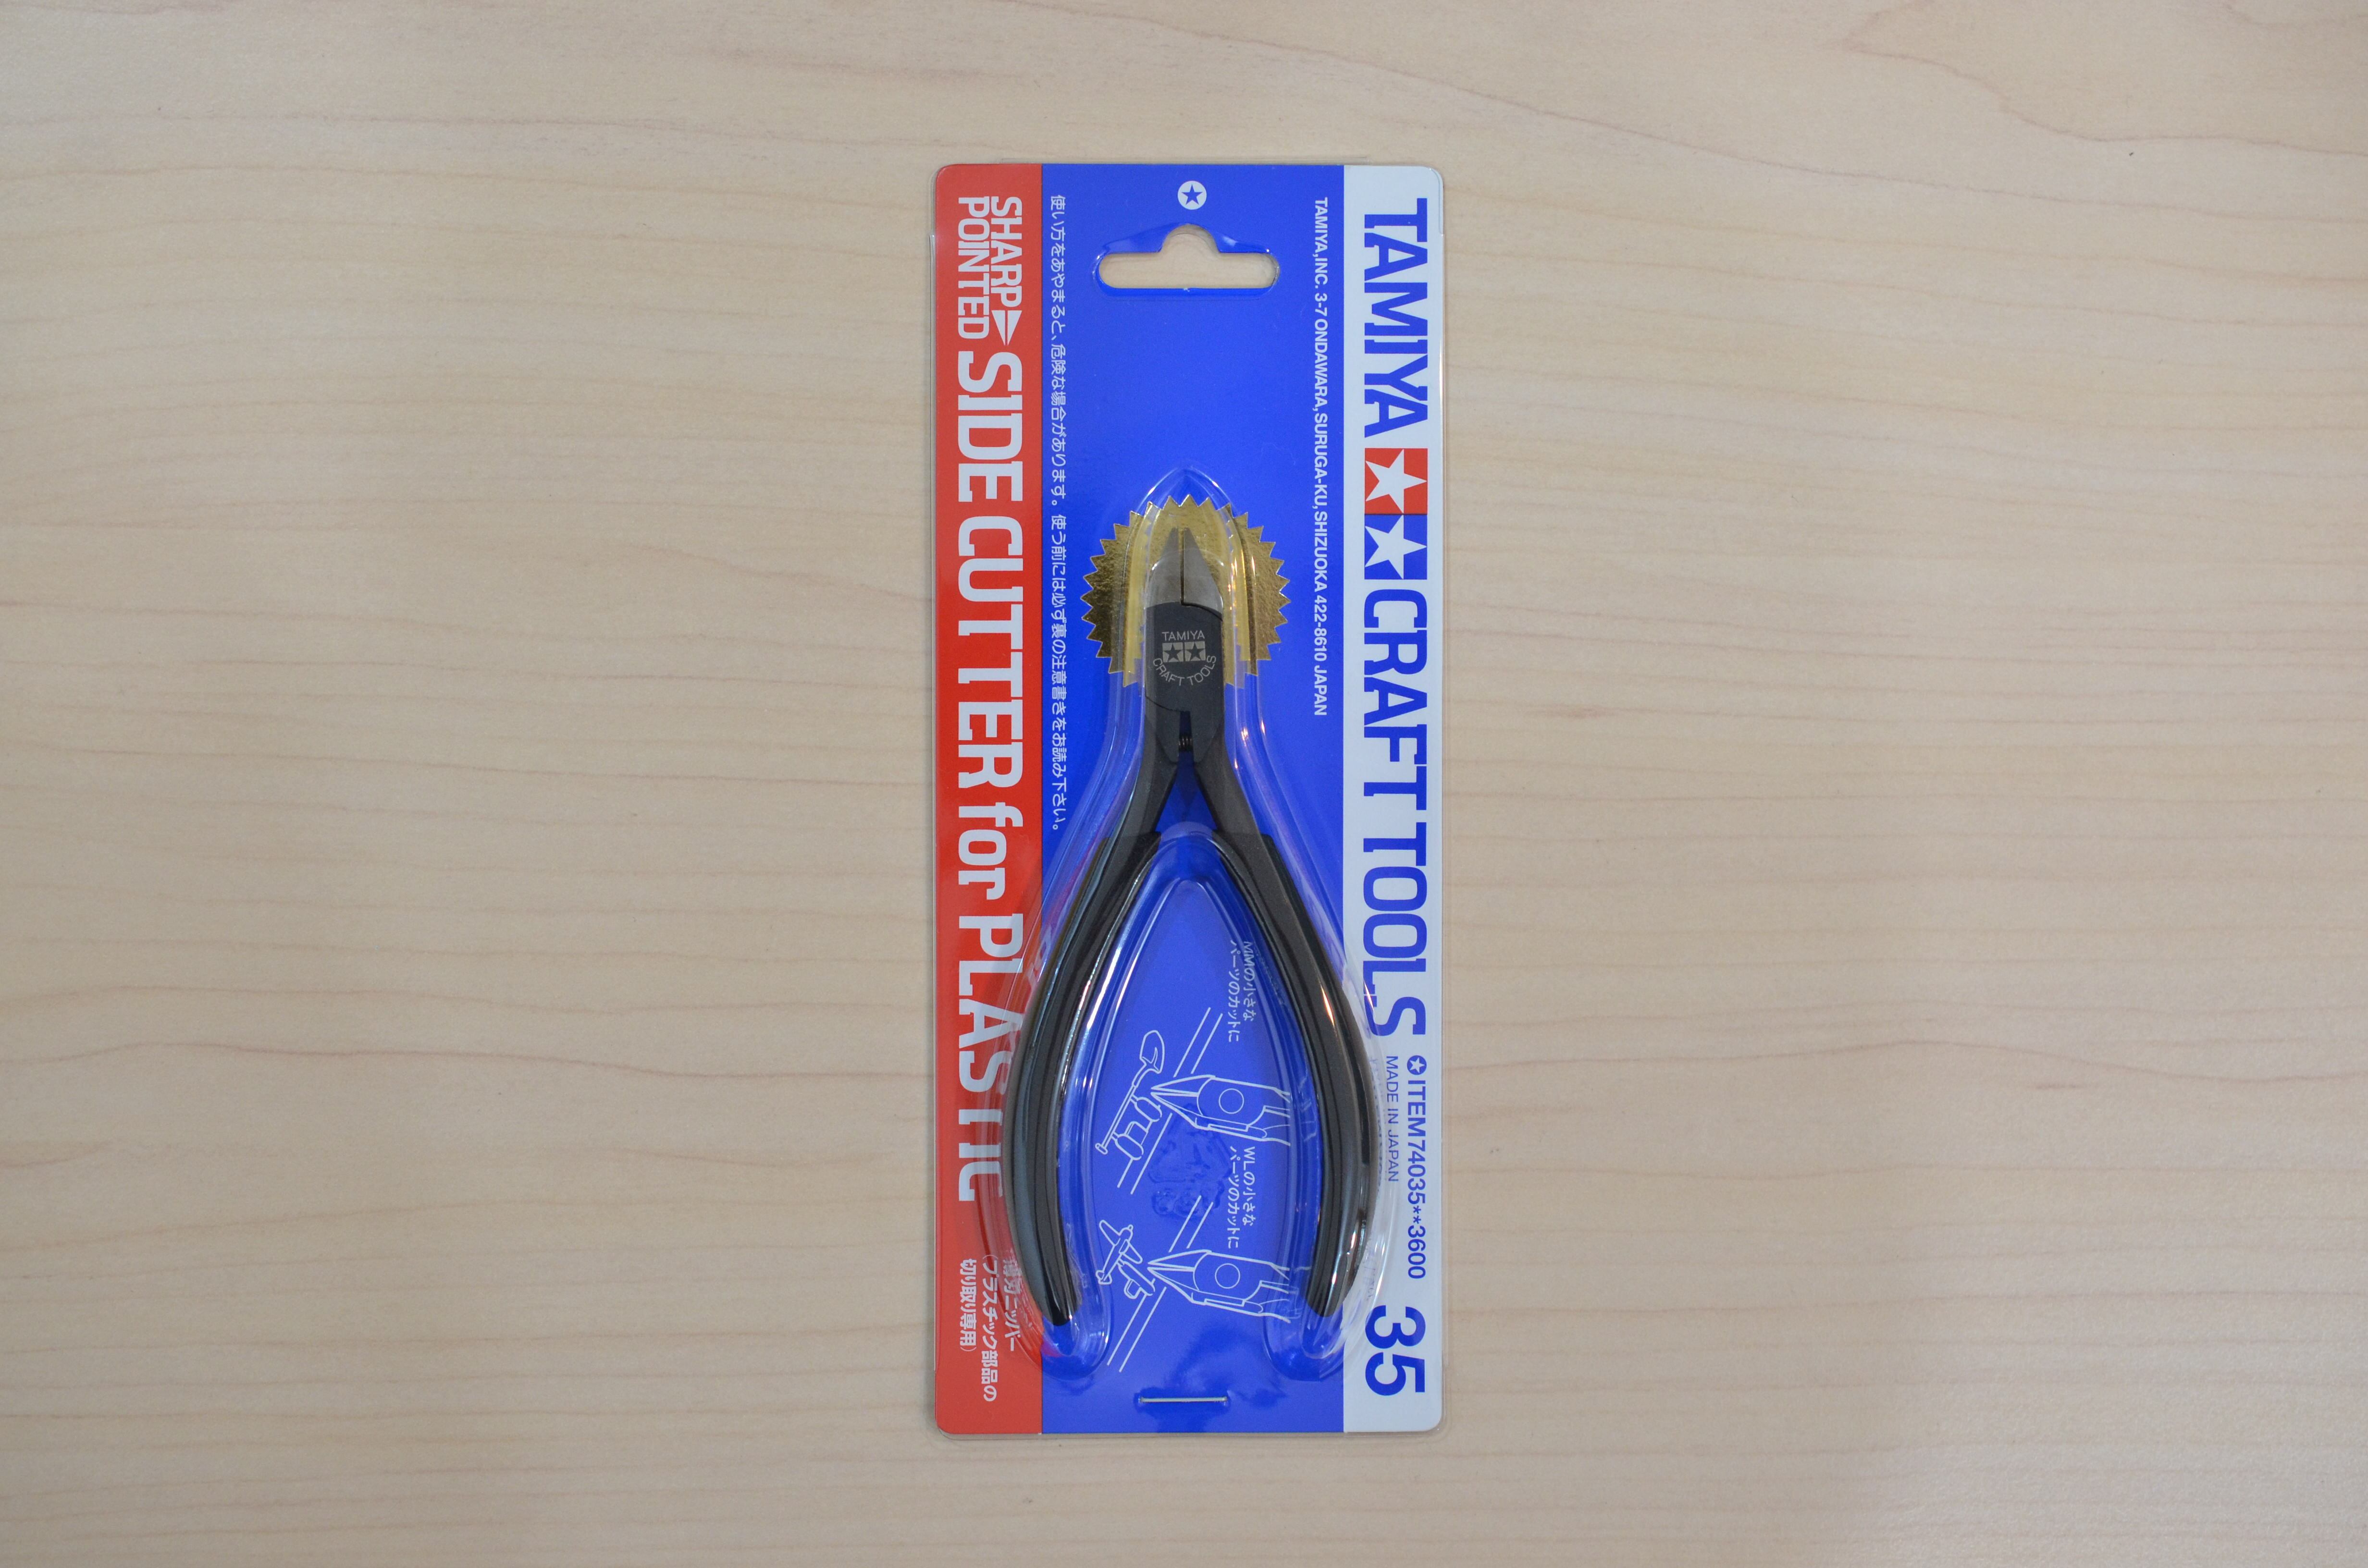 TAMIYA CRAFT TOOLS
ITEM74035**3600
MADE IN JAPAN
35
TAMIYA,INC. 3-7 ONDAWARA,SURUGA-KU,SHIZUOKA 422-8610 JAPAN
TAMIYA
CRAFT TOOLS
MMの小さな
パーツのカットに
WLの小さな
パーツのカットに
使い方をあやまると、危険な場合があります。使う前には必ず裏の注意書きをお読み下さい。
SHARP
POINTED
SIDE CUTTER for PLASTIC
薄刃ニッパー
(プラスチック部品の
切り取り専用)